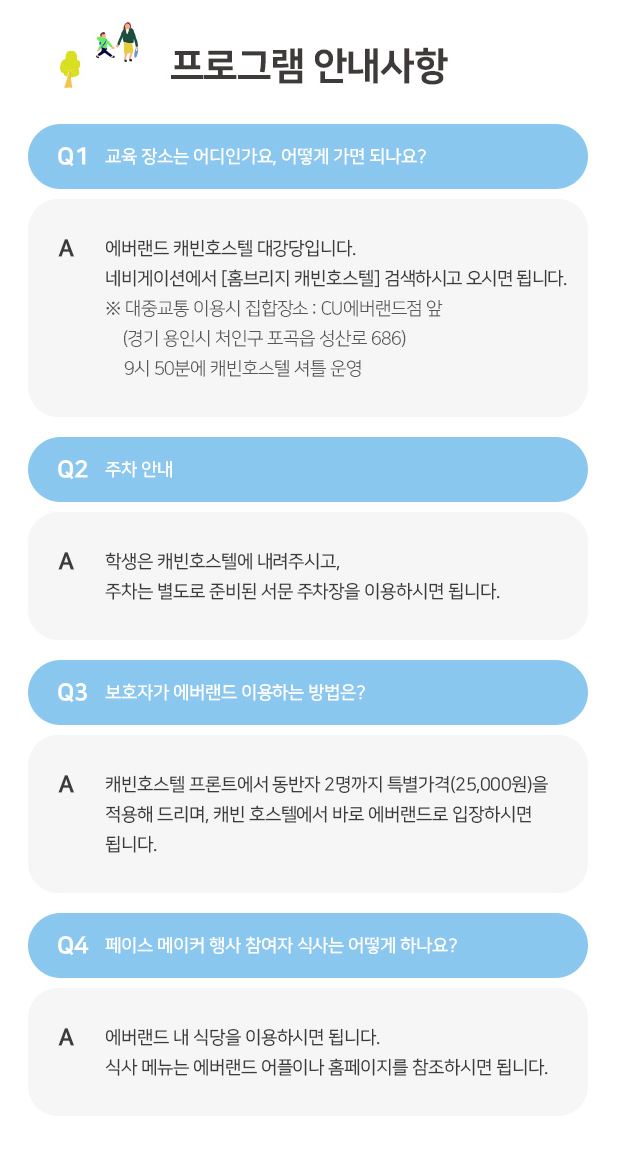 프로그램 안내사항
Q1 교육 장소는 어디인가요, 어떻게 가면 되나요?
A 에버랜드 캐빈호스텔 대강당입니다.
네비게이션에서 [홈브리지 캐빈호스텔] 검색하시고 오시면 됩니다.
※ 대중교통 이용시 집합장소 : CU에버랜드점 앞
(경기 용인시 처인구 포곡읍 성산로 686)
9시 50분에 캐빈호스텔 셔틀 운영
Q2 주차 안내
A 학생은 캐빈호스텔에 내려주시고,
주차는 별도로 준비된 서문 주차장을 이용하시면 됩니다.
Q3 보호자가 에버랜드 이용하는 방법은?
A 캐빈호스텔 프론트에서 동반자 2명까지 특별가격(25,000원)을
적용해 드리며, 캐빈 호스텔에서 바로 에버랜드로 입장하시면
됩니다.
Q4 페이스 메이커 행사 참여자 식사는 어떻게 하나요?
A 에버랜드 내 식당을 이용하시면 됩니다.
식사 메뉴는 에버랜드 어플이나 홈페이지를 참조하시면 됩니다.